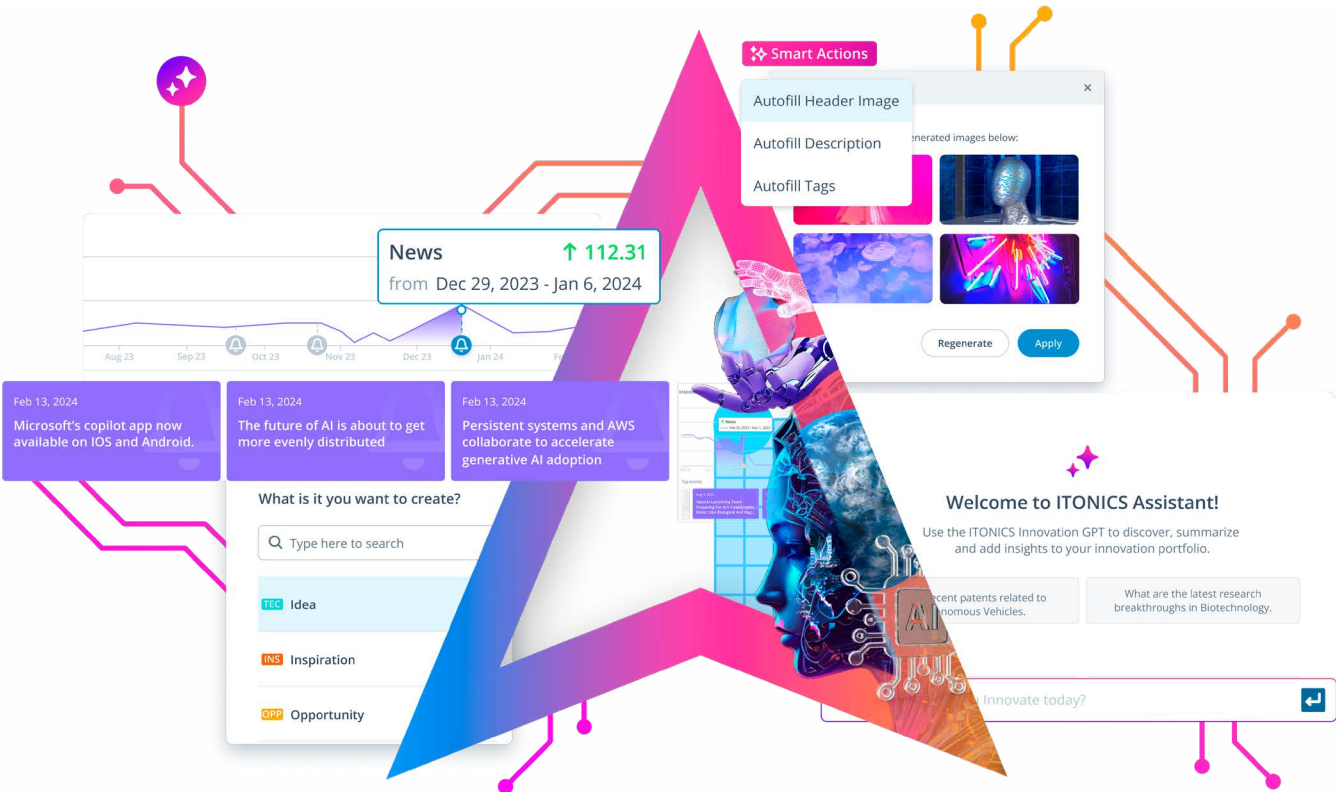 Smart Actions
Autofill Header Image
Autofill Description
Autofill Tags
enerated images below:
Regenerate
Apply
News
↑ 112.31
from Dec 29, 2023 - Jan 6, 2024
Aug 23
Sep 23
Oct 23
Nov 23
Dec 23
Jan 24
Fe
Feb 13, 2024
Microsoft's copilot app now
available on IOS and Android.
Feb 13, 2024
The future of AI is about to get
more evenly distributed
Feb 13, 2024
Persistent systems and AWS
collaborate to accelerate
generative AI adoption
What is it you want to create?
Type here to search
TEC Idea
INS Inspiration
OPP Opportunity
News
AI
Welcome to ITONICS Assistant!
Use the ITONICS Innovation GPT to discover, summarize
and add insights to your innovation portfolio.
ecent patents related to
nomous Vehicles.
What are the latest research
breakthroughs in Biotechnology.
Innovate today?